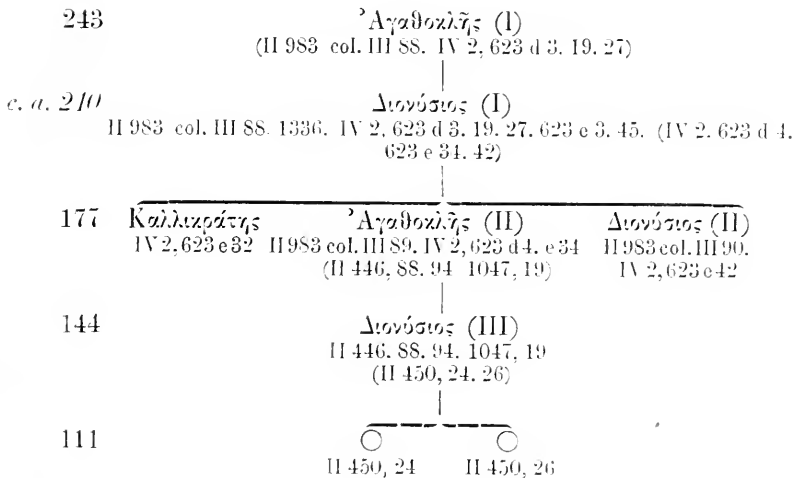 243 Ἀγαθοκλῆς (I)
(II 983 col. III 88. IV 2, 623 d 3. 19. 27)
c. a. 210 Διονύσιος (I)
II 983 col. III 88. 1336. IV 2, 623 d 3. 19. 27. 623 e 3. 45. (IV 2. 623 d 4.
623 e 34. 42)
177 Καλλικράτης Ἀγαθοκλῆς (II) Διονύσιος (II)
IV 2, 623 e 32 II 983 col. III 89. IV 2, 623 d 4. e 34 II 983 col. III 90.
(II 446, 88. 94 1047, 19) IV 2, 623 e 42
144 Διονύσιος (III)
II 446. 88. 94. 1047, 19
(II 450, 24. 26)
111 ○ ○
II 450, 24 II 450, 26